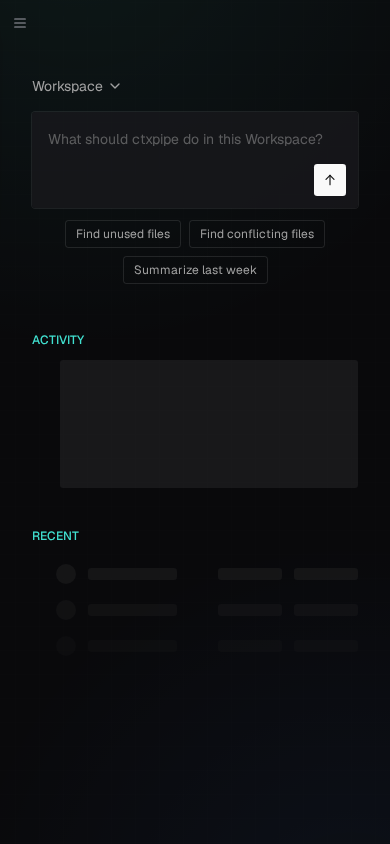 Workspace
What should ctxpipe do in this Workspace?
Find unused files
Find conflicting files
Summarize last week
ACTIVITY
RECENT